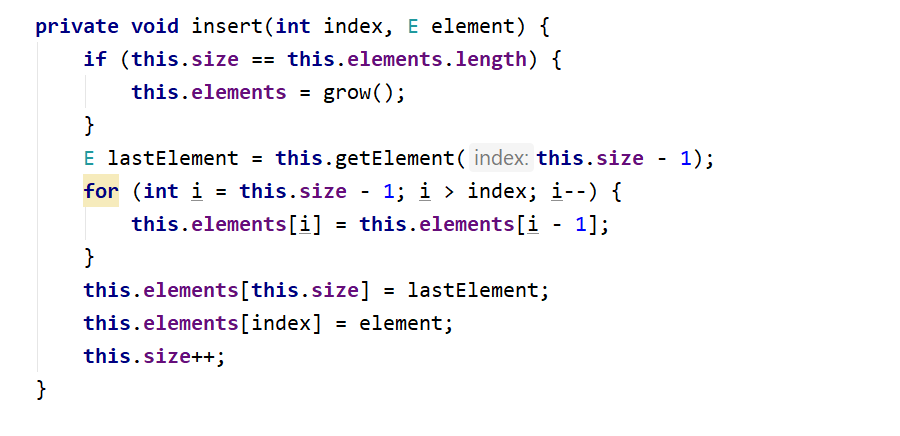 private void insert(int index, E element) {
    if (this.size == this.elements.length) {
        this.elements = grow();
    }
    E lastElement = this.getElement( index: this.size - 1);
    for (int i = this.size - 1; i > index; i--) {
        this.elements[i] = this.elements[i - 1];
    }
    this.elements[this.size] = lastElement;
    this.elements[index] = element;
    this.size++;
}